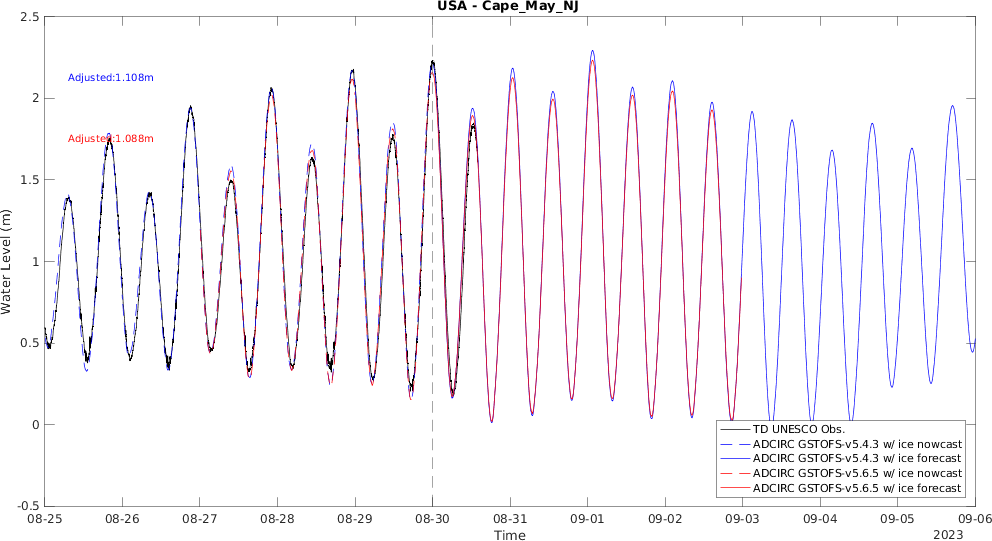 USA - Cape_May_NJ
2.5
2
1.5
1
0.5
0
-0.5
Water Level (m)
Adjusted:1.108m
Adjusted:1.088m
TD UNESCO Obs.
ADCIRC GSTOFS-v5.4.3 w/ ice nowcast
ADCIRC GSTOFS-v5.4.3 w/ ice forecast
ADCIRC GSTOFS-v5.6.5 w/ ice nowcast
ADCIRC GSTOFS-v5.6.5 w/ ice forecast
08-25 08-26 08-27 08-28 08-29 08-30 08-31 09-01 09-02 09-03 09-04 09-05 09-06
Time
2023